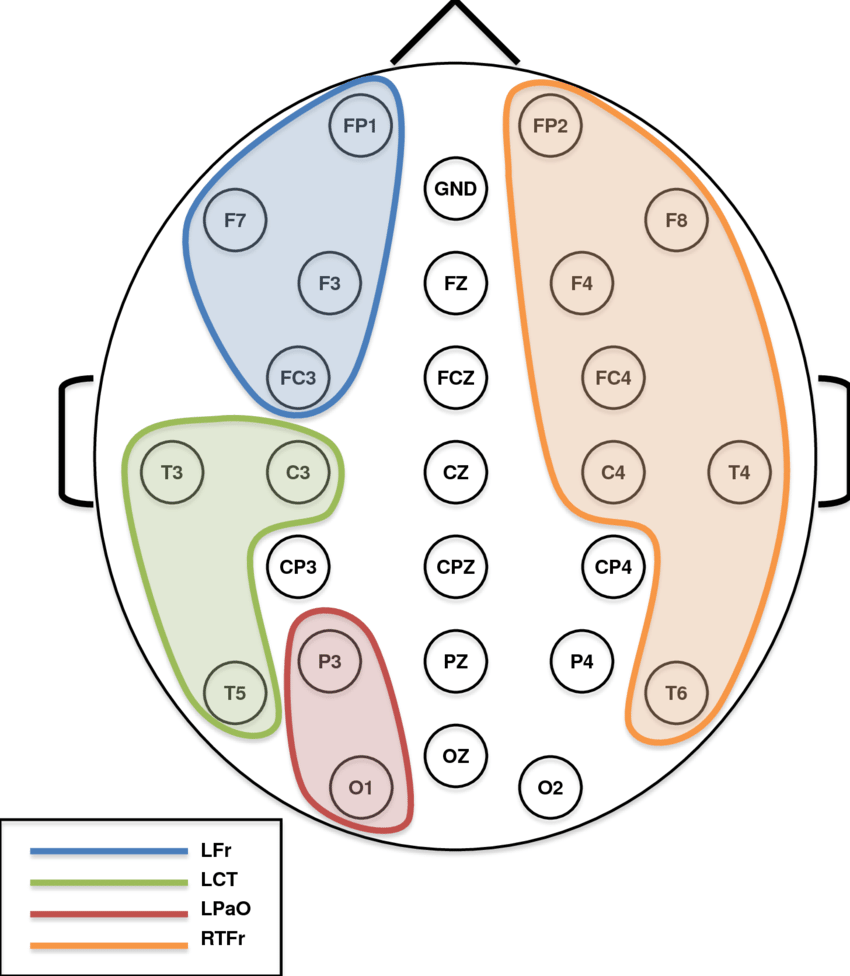 FP1 FP2
GND
F7 F8
F3 FZ F4
FC3 FCZ FC4
T3 C3 CZ C4 T4
CP3 CPZ CP4
P3 PZ P4
T5 T6
OZ
O1 O2
LFr
LCT
LPaO
RTFr